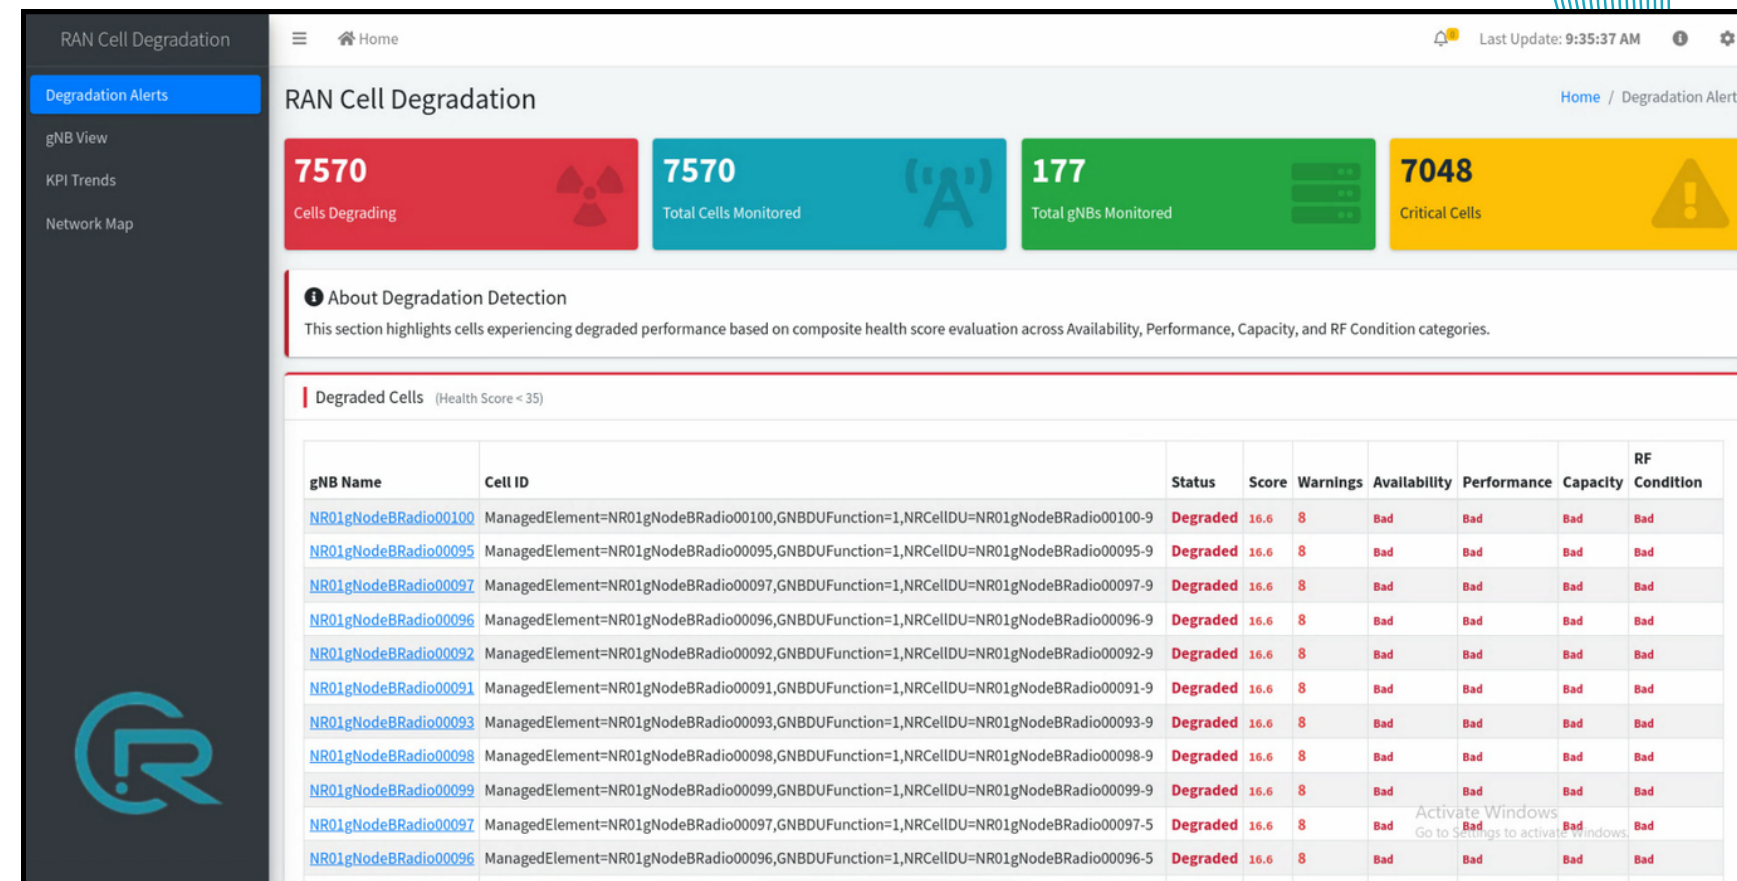 RAN Cell Degradation
Home
Last Update: 9:35:37 AM
Degradation Alerts
gNB View
KPI Trends
Network Map
RAN Cell Degradation
Home / Degradation Alert
7570
Cells Degrading
7570
Total Cells Monitored
177
Total gNBs Monitored
7048
Critical Cells
About Degradation Detection
This section highlights cells experiencing degraded performance based on composite health score evaluation across Availability, Performance, Capacity, and RF Condition categories.
Degraded Cells (Health Score < 35)
gNB Name Cell ID Status Score Warnings Availability Performance Capacity RF Condition
NR01gNodeBRadio00100 ManagedElement=NR01gNodeBRadio00100,GNBDUFunction=1,NRCellDU=NR01gNodeBRadio00100-9 Degraded 16.6 8 Bad Bad Bad Bad
NR01gNodeBRadio00095 ManagedElement=NR01gNodeBRadio00095,GNBDUFunction=1,NRCellDU=NR01gNodeBRadio00095-9 Degraded 16.6 8 Bad Bad Bad Bad
NR01gNodeBRadio00097 ManagedElement=NR01gNodeBRadio00097,GNBDUFunction=1,NRCellDU=NR01gNodeBRadio00097-9 Degraded 16.6 8 Bad Bad Bad Bad
NR01gNodeBRadio00096 ManagedElement=NR01gNodeBRadio00096,GNBDUFunction=1,NRCellDU=NR01gNodeBRadio00096-9 Degraded 16.6 8 Bad Bad Bad Bad
NR01gNodeBRadio00092 ManagedElement=NR01gNodeBRadio00092,GNBDUFunction=1,NRCellDU=NR01gNodeBRadio00092-9 Degraded 16.6 8 Bad Bad Bad Bad
NR01gNodeBRadio00091 ManagedElement=NR01gNodeBRadio00091,GNBDUFunction=1,NRCellDU=NR01gNodeBRadio00091-9 Degraded 16.6 8 Bad Bad Bad Bad
NR01gNodeBRadio00093 ManagedElement=NR01gNodeBRadio00093,GNBDUFunction=1,NRCellDU=NR01gNodeBRadio00093-9 Degraded 16.6 8 Bad Bad Bad Bad
NR01gNodeBRadio00098 ManagedElement=NR01gNodeBRadio00098,GNBDUFunction=1,NRCellDU=NR01gNodeBRadio00098-9 Degraded 16.6 8 Bad Bad Bad Bad
NR01gNodeBRadio00099 ManagedElement=NR01gNodeBRadio00099,GNBDUFunction=1,NRCellDU=NR01gNodeBRadio00099-9 Degraded 16.6 8 Bad Bad Bad Bad
NR01gNodeBRadio00097 ManagedElement=NR01gNodeBRadio00097,GNBDUFunction=1,NRCellDU=NR01gNodeBRadio00097-5 Degraded 16.6 8 Bad Bad Bad Bad
NR01gNodeBRadio00096 ManagedElement=NR01gNodeBRadio00096,GNBDUFunction=1,NRCellDU=NR01gNodeBRadio00096-5 Degraded 16.6 8 Bad Bad Bad Bad
Activate Windows
Go to Settings to activate Windows.